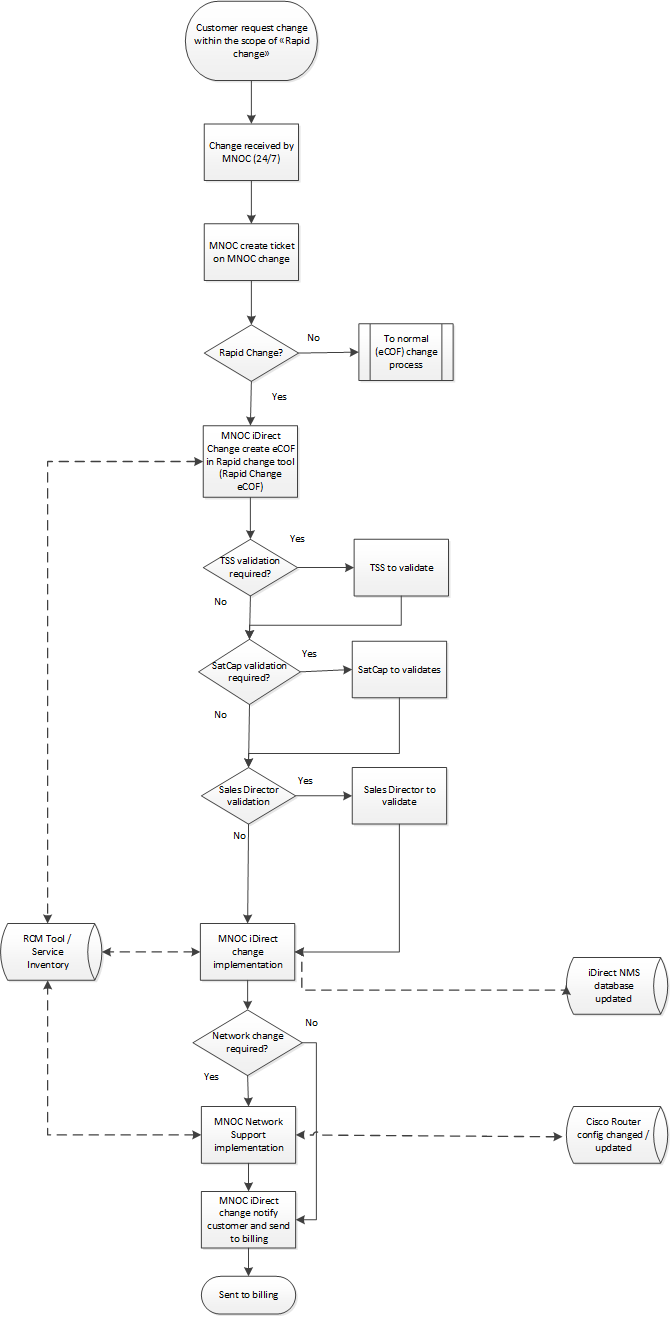 Customer request change
within the scope of «Rapid
change»
Change received by
MNOC (24/7)
MNOC create ticket
on MNOC change
Rapid Change?
No
To normal
(eCOF) change
process
Yes
MNOC iDirect
Change create eCOF
in Rapid change tool
(Rapid Change
eCOF)
Yes
TSS validation
required?
TSS to validate
No
SatCap validation
required?
Yes
SatCap to validates
No
Sales Director
validation
Yes
Sales Director to
validate
No
RCM Tool /
Service
Inventory
MNOC iDirect
change
implementation
iDirect NMS
database
updated
Network change
required?
No
Yes
MNOC Network
Support
implementation
Cisco Router
config changed /
updated
MNOC iDirect
change notify
customer and send
to billing
Sent to billing